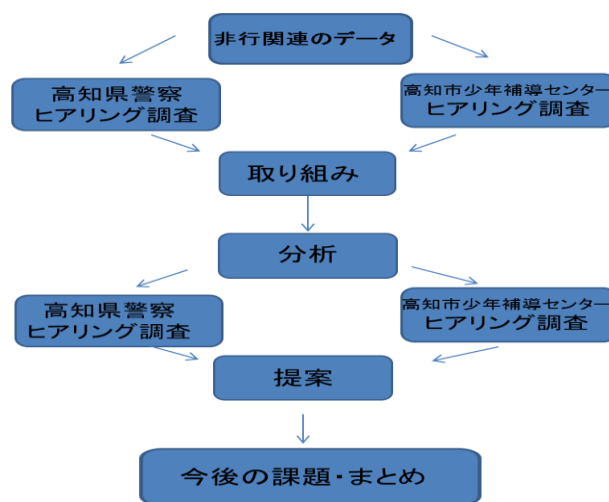 非行関連のデータ
高知県警察
ヒアリング調査
高知市少年補導センター
ヒアリング調査
取り組み
分析
高知県警察
ヒアリング調査
高知市少年補導センター
ヒアリング調査
提案
今後の課題・まとめ